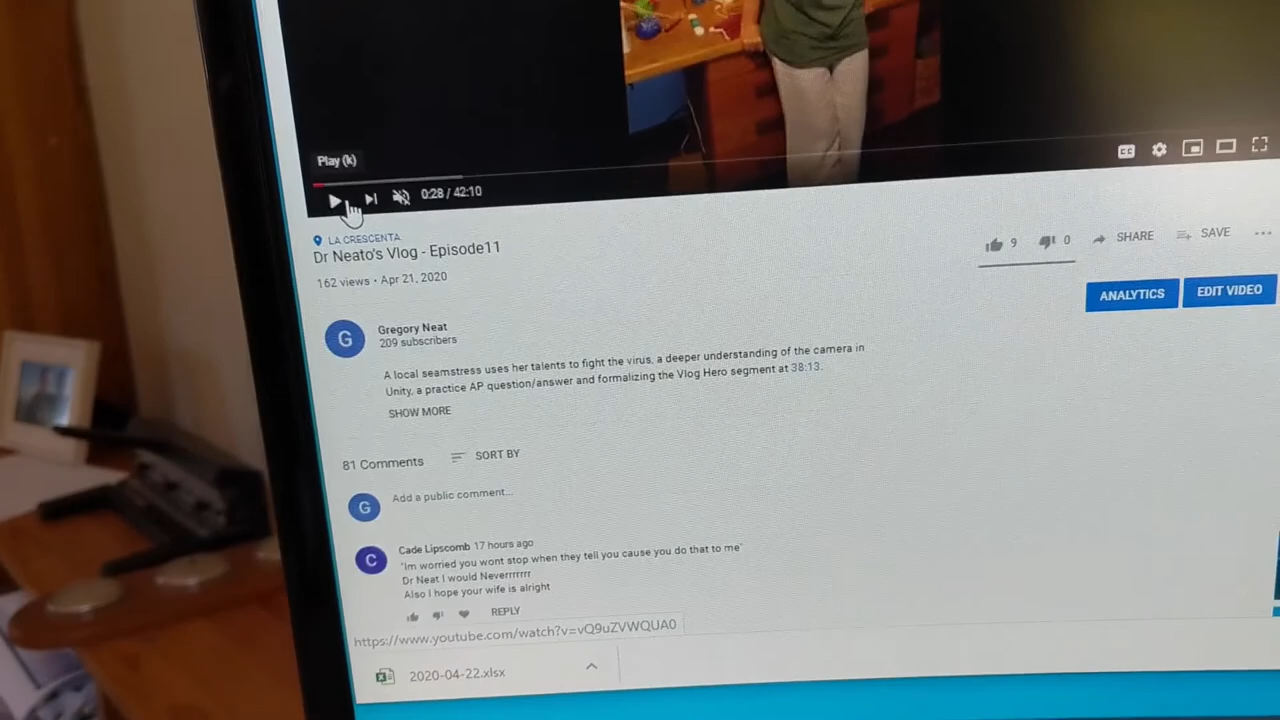 Play (k)
0:28 / 42:10
CC
LA CRESCENTA
Dr Neato's Vlog - Episode11
162 views • Apr 21, 2020
9
0
SHARE
SAVE
ANALYTICS
EDIT VIDEO
G
Gregory Neat
209 subscribers
A local seamstress uses her talents to fight the virus, a deeper understanding of the camera in
Unity, a practice AP question/answer and formalizing the Vlog Hero segment at 38:13.
SHOW MORE
81 Comments
SORT BY
G
Add a public comment...
C
Cade Lipscomb 17 hours ago
"Im worried you wont stop when they tell you cause you do that to me"
Dr Neat I would Neverrrrrrr
Also I hope your wife is alright
REPLY
https://www.youtube.com/watch?v=vQ9uZVWQUA0
2020-04-22.xlsx